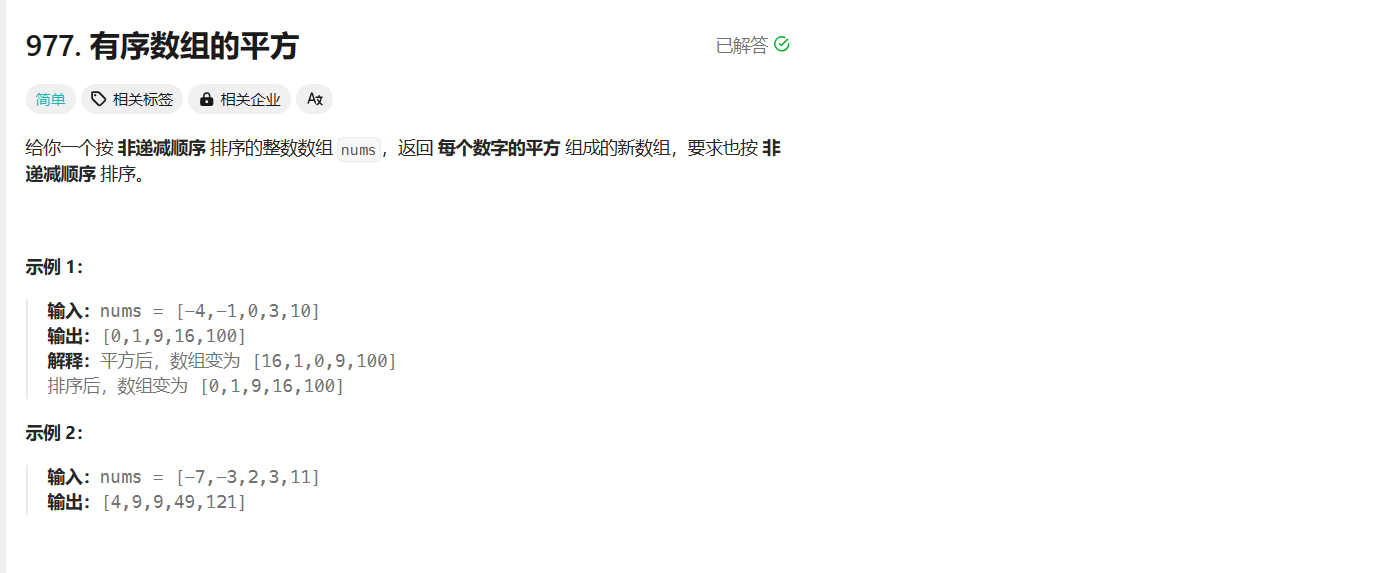 977. 有序数组的平方
已解答
简单 相关标签 相关企业 Aあ
给你一个按 非递减顺序 排序的整数数组 nums，返回 每个数字的平方 组成的新数组，要求也按 非
递减顺序 排序。
示例 1：
输入：nums = [-4,-1,0,3,10]
输出：[0,1,9,16,100]
解释：平方后，数组变为 [16,1,0,9,100]
排序后，数组变为 [0,1,9,16,100]
示例 2：
输入：nums = [-7,-3,2,3,11]
输出：[4,9,9,49,121]